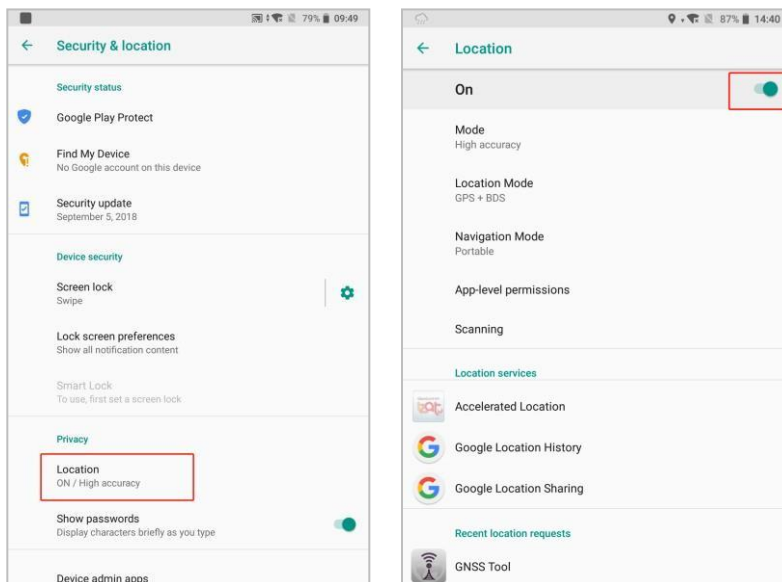 79% 09:49
Security & location
Security status
Google Play Protect
Find My Device
No Google account on this device
Security update
September 5, 2018
Device security
Screen lock
Swipe
Lock screen preferences
Show all notification content
Smart Lock
To use, first set a screen lock
Privacy
Location
ON / High accuracy
Show passwords
Display characters briefly as you type
Device admin apps
87% 14:40
Location
On
Mode
High accuracy
Location Mode
GPS + BDS
Navigation Mode
Portable
App-level permissions
Scanning
Location services
Accelerated Location
Google Location History
Google Location Sharing
Recent location requests
GNSS Tool